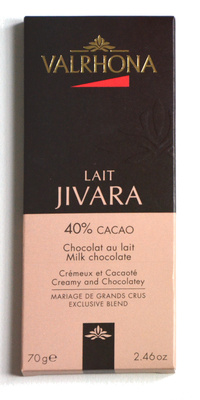 VALRHONA
LAIT
JIVARA
40% CACAO
Chocolat au lait
Milk chocolate
Crémeux et Cacaoté
Creamy and Chocolatey
MARIAGE DE GRANDS CRUS
EXCLUSIVE BLEND
70g℮ 2.46oz